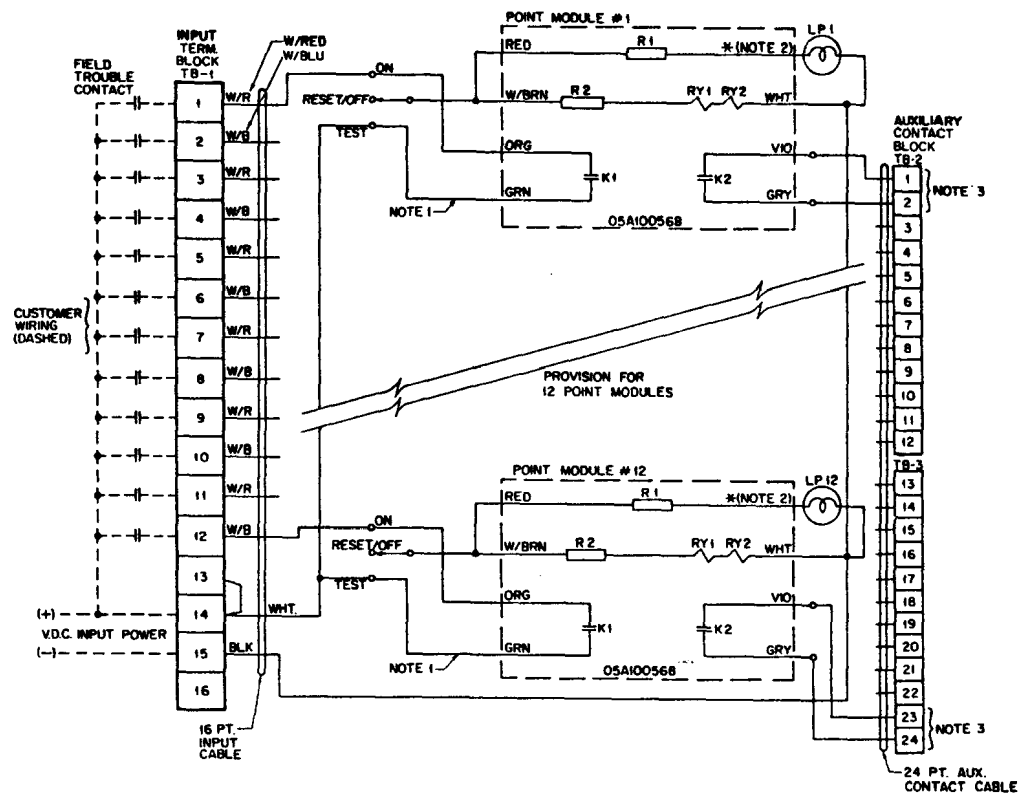 INPUT
TERM.
BLOCK
TB-1
W/RED
W/BLU
FIELD
TROUBLE
CONTACT
1
2
3
4
5
6
7
8
9
10
11
12
13
14
15
16
W/R
W/B
W/R
W/B
W/R
W/B
W/R
W/B
W/R
W/B
W/R
W/B
WHT.
BLK
CUSTOMER
WIRING
(DASHED)
(+)
V.D.C. INPUT POWER
(-)
16 PT.
INPUT
CABLE
ON
RESET/OFF
TEST
NOTE 1
POINT MODULE #1
RED
R1
*(NOTE 2)
LP1
W/BRN
R2
RY1
RY2
WHT
ORG
K1
GRN
K2
VIO
GRY
05A100568
PROVISION FOR
12 POINT MODULES
ON
RESET/OFF
TEST
NOTE 1
POINT MODULE #12
RED
R1
*(NOTE 2)
LP12
W/BRN
R2
RY1
RY2
WHT
ORG
K1
GRN
K2
VIO
GRY
05A100568
AUXILIARY
CONTACT
BLOCK
TB-2
1
2
NOTE 3
3
4
5
6
7
8
9
10
11
12
TB-3
13
14
15
16
17
18
19
20
21
22
23
24
NOTE 3
24 PT. AUX.
CONTACT CABLE